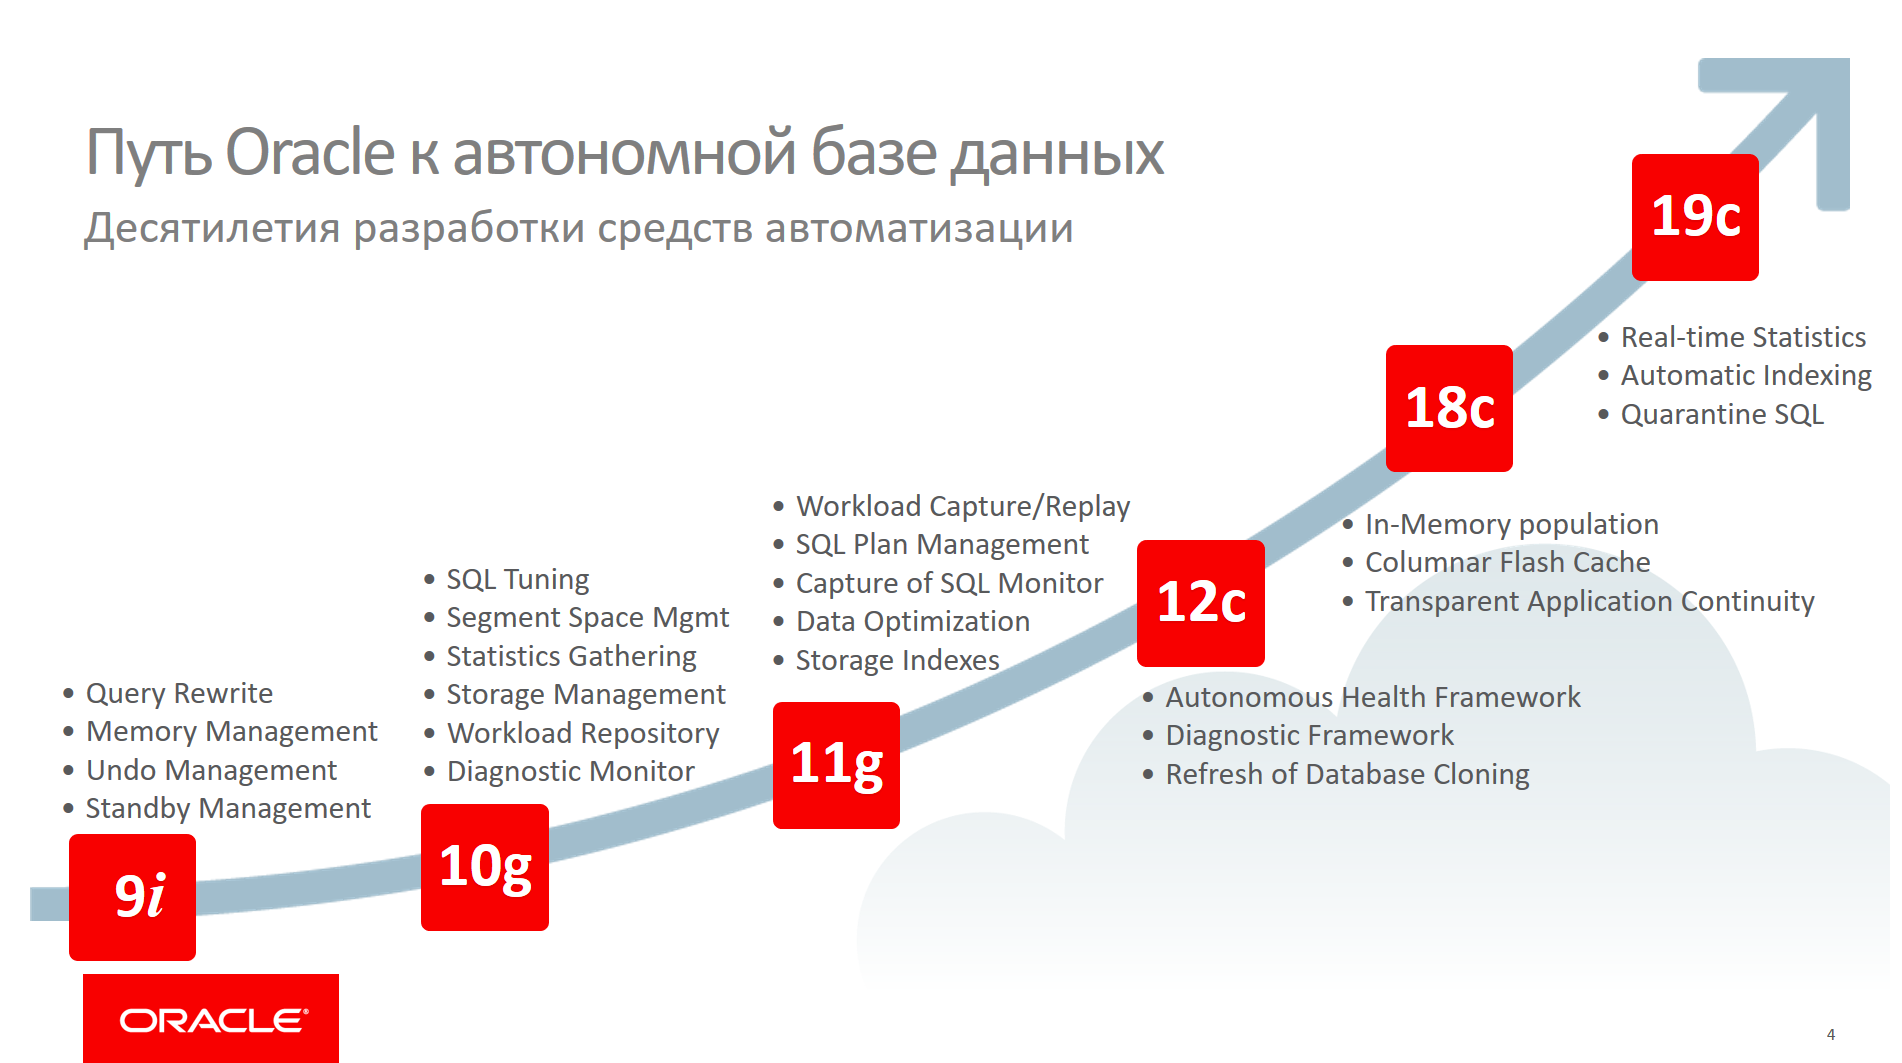 Путь Oracle к автономной базе данных
Десятилетия разработки средств автоматизации
• Query Rewrite
• Memory Management
• Undo Management
• Standby Management
9i
• SQL Tuning
• Segment Space Mgmt
• Statistics Gathering
• Storage Management
• Workload Repository
• Diagnostic Monitor
10g
• Workload Capture/Replay
• SQL Plan Management
• Capture of SQL Monitor
• Data Optimization
• Storage Indexes
11g
12c
• Autonomous Health Framework
• Diagnostic Framework
• Refresh of Database Cloning
18c
• In-Memory population
• Columnar Flash Cache
• Transparent Application Continuity
19c
• Real-time Statistics
• Automatic Indexing
• Quarantine SQL
ORACLE®
4